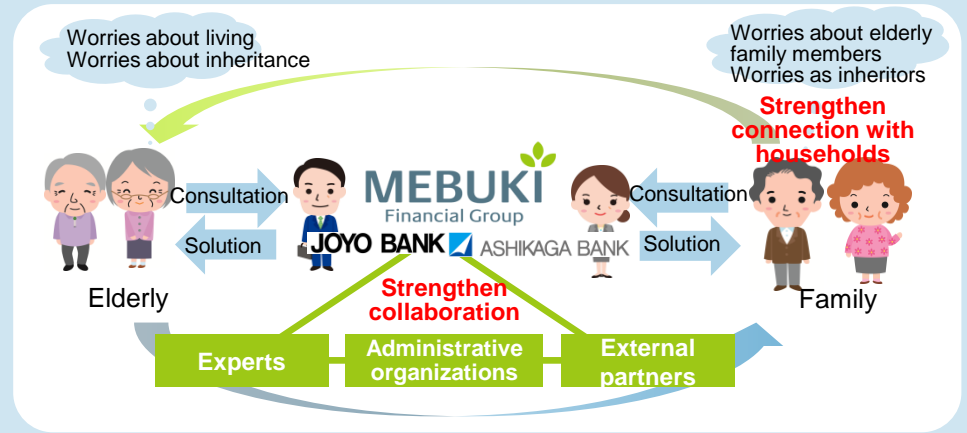 Worries about living
Worries about inheritance
Worries about elderly
family members
Worries as inheritors
Strengthen
connection with
households
Consultation
Solution
MEBUKI
Financial Group
JOYO BANK
ASHIKAGA BANK
Consultation
Solution
Elderly
Family
Strengthen
collaboration
Experts
Administrative
organizations
External
partners